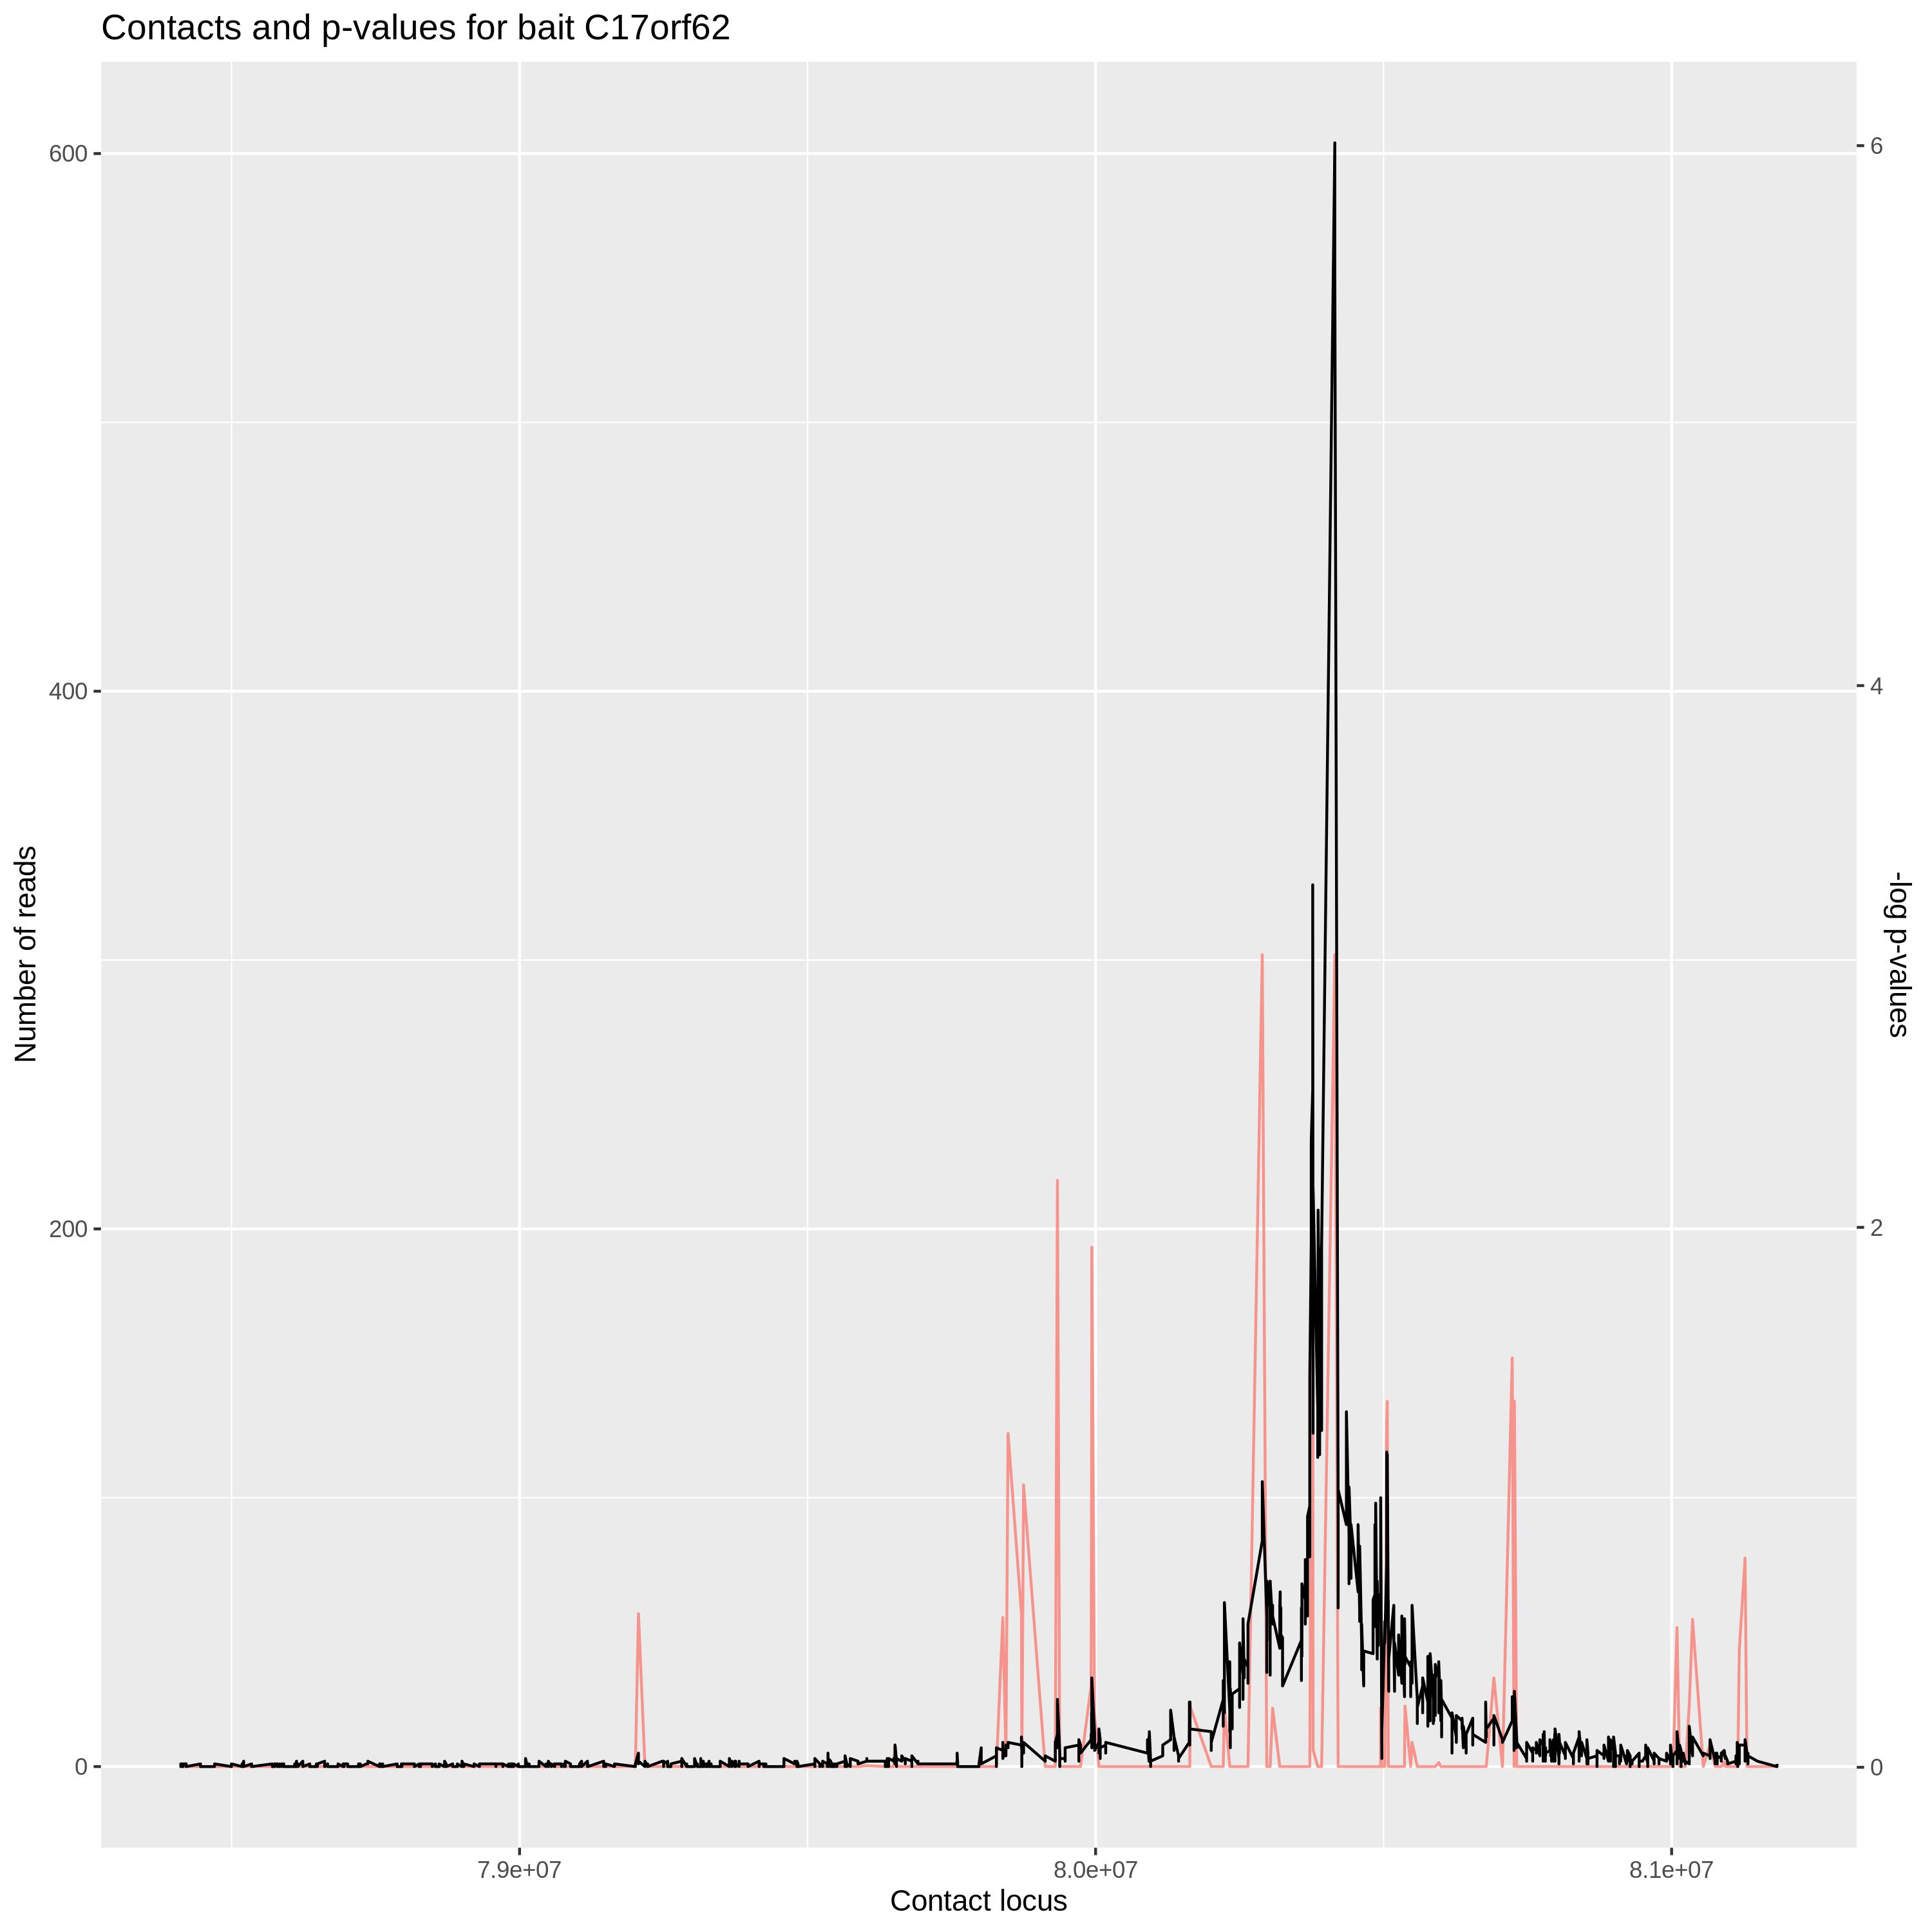 Contacts and p-values for bait C17orf62
600
400
200
0
Number of reads
6
4
2
0
-log p-values
7.9e+07
8.0e+07
8.1e+07
Contact locus